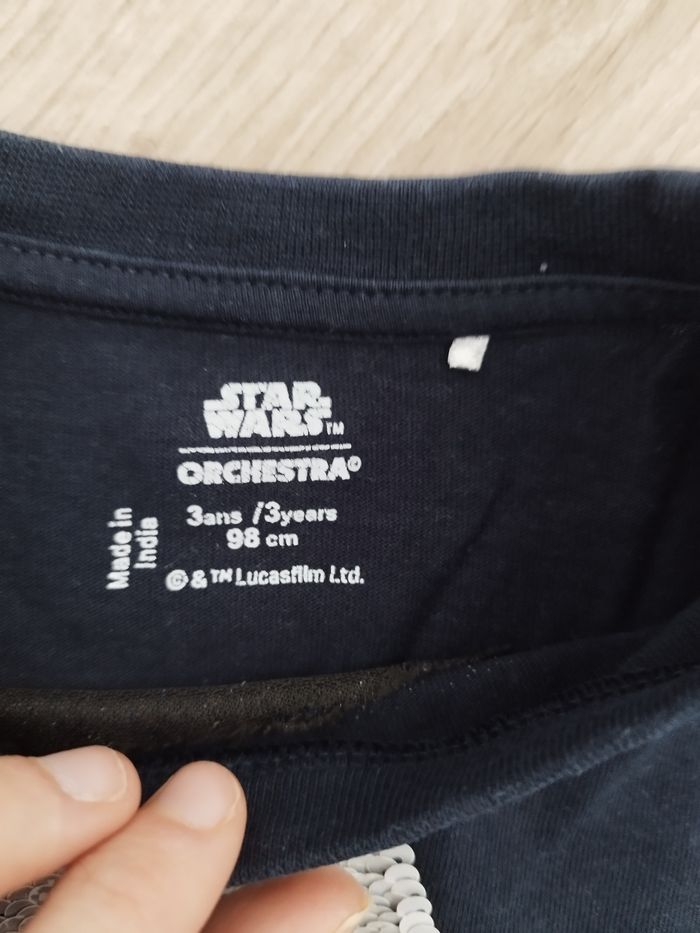 STAR
WARS™
ORCHESTRA©
3ans /3years
98 cm
Made in
India
© & ™ Lucasfilm Ltd.